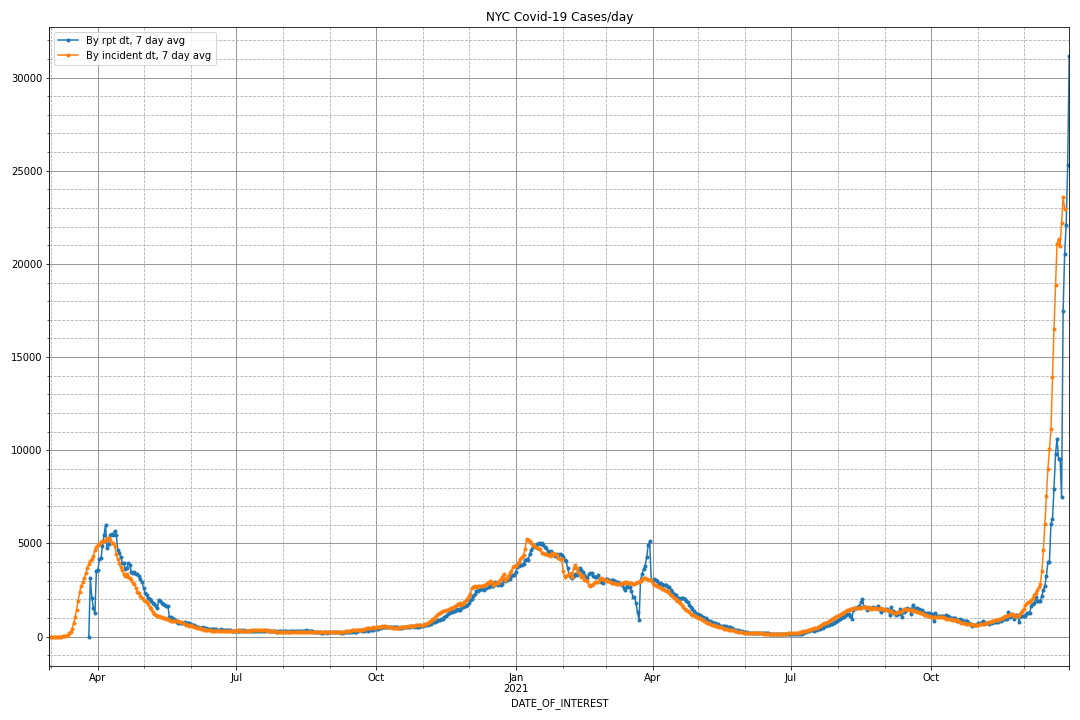 NYC Covid-19 Cases/day
By rpt dt, 7 day avg
By incident dt, 7 day avg
30000
25000
20000
15000
10000
5000
0
Apr Jul Oct Jan Apr Jul Oct
2021
DATE_OF_INTEREST